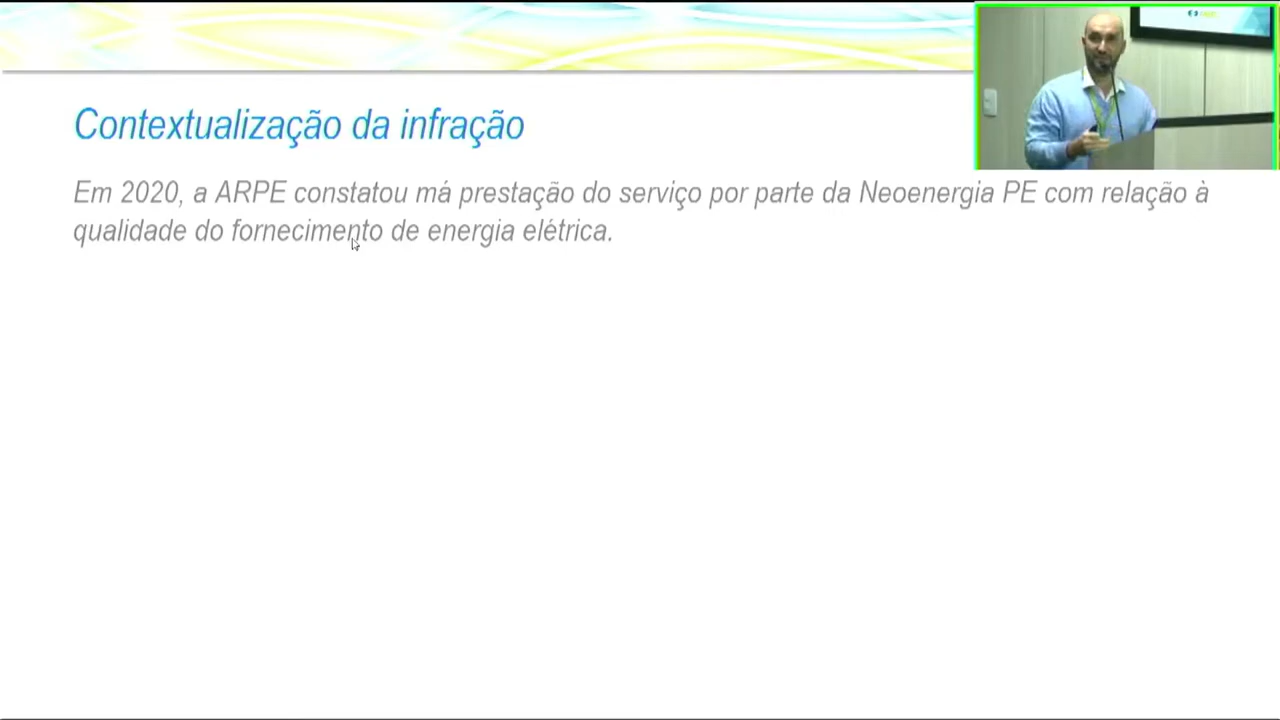 Contextualização da infração
Em 2020, a ARPE constatou má prestação do serviço por parte da Neoenergia PE com relação à
qualidade do fornecimento de energia elétrica.